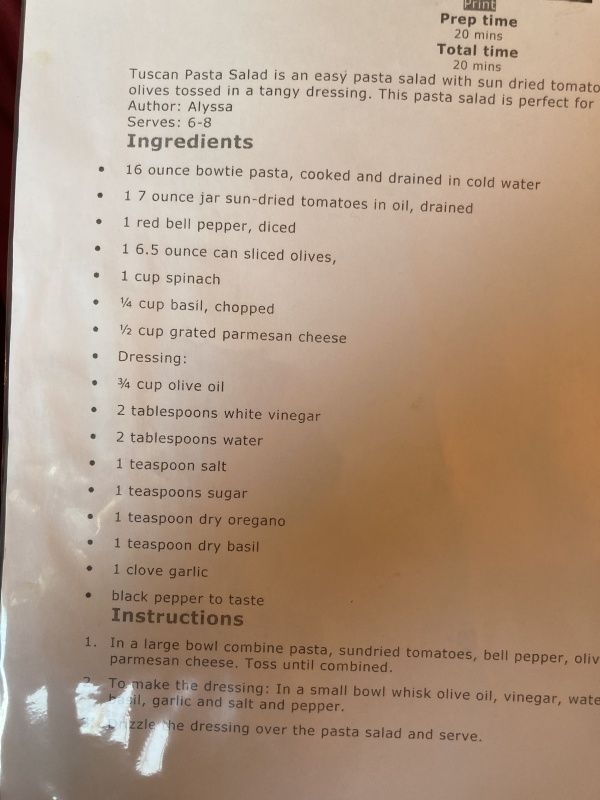 Print
Prep time
20 mins
Total time
20 mins
Tuscan Pasta Salad is an easy pasta salad with sun dried tomato
olives tossed in a tangy dressing. This pasta salad is perfect for
Author: Alyssa
Serves: 6-8
Ingredients
• 16 ounce bowtie pasta, cooked and drained in cold water
• 1 7 ounce jar sun-dried tomatoes in oil, drained
• 1 red bell pepper, diced
• 1 6.5 ounce can sliced olives,
• 1 cup spinach
• ¼ cup basil, chopped
• ½ cup grated parmesan cheese
• Dressing:
• ¾ cup olive oil
• 2 tablespoons white vinegar
• 2 tablespoons water
• 1 teaspoon salt
• 1 teaspoons sugar
• 1 teaspoon dry oregano
• 1 teaspoon dry basil
• 1 clove garlic
• black pepper to taste
Instructions
1. In a large bowl combine pasta, sundried tomatoes, bell pepper, oliv
parmesan cheese. Toss until combined.
2. To make the dressing: In a small bowl whisk olive oil, vinegar, wate
basil, garlic and salt and pepper.
3. Drizzle the dressing over the pasta salad and serve.